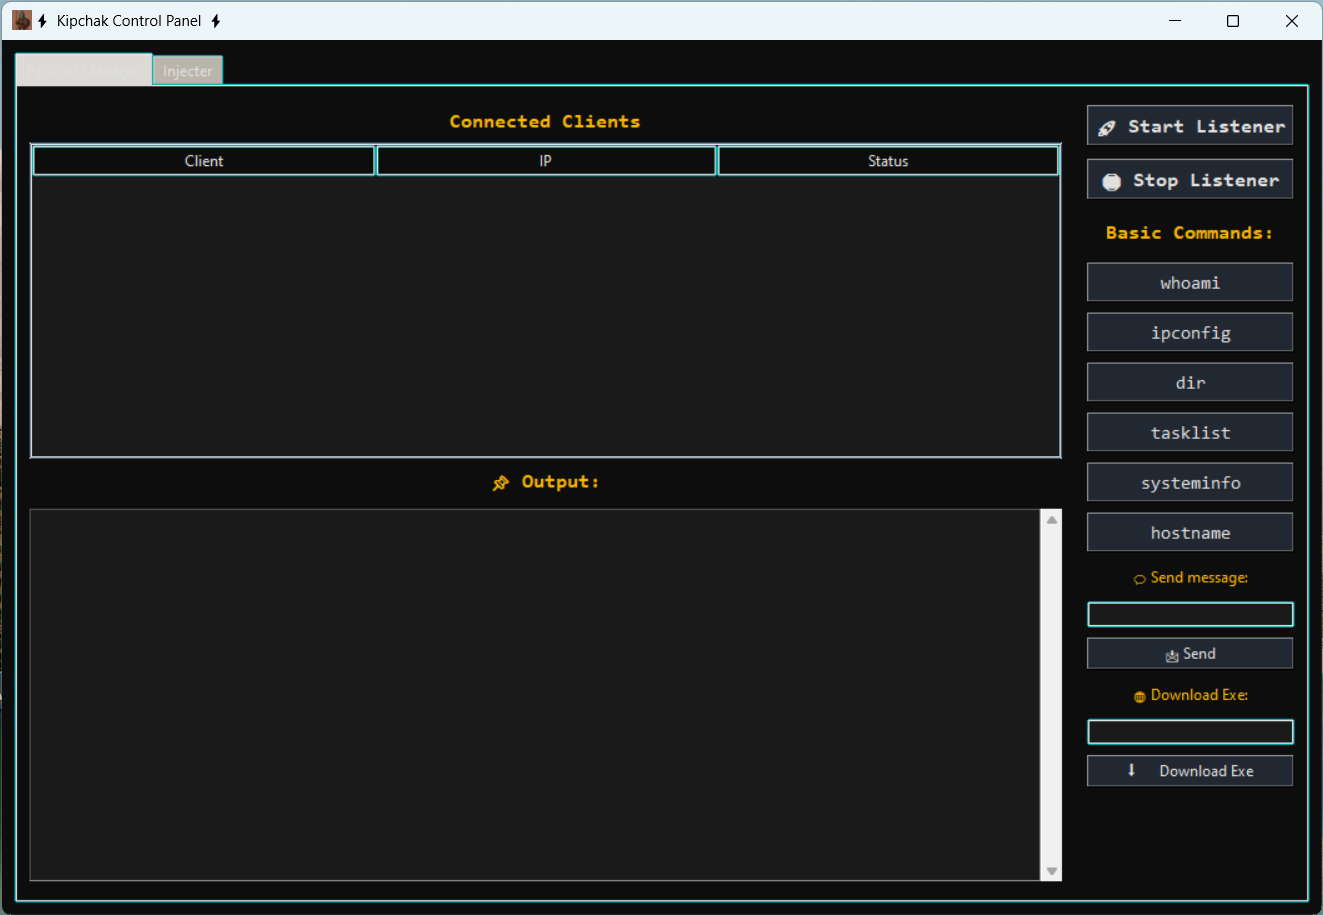 Kipchak Control Panel
Injecter
Connected Clients
Client IP Status
Output:
Start Listener
Stop Listener
Basic Commands:
whoami
ipconfig
dir
tasklist
systeminfo
hostname
Send message:
Send
Download Exe:
Download Exe